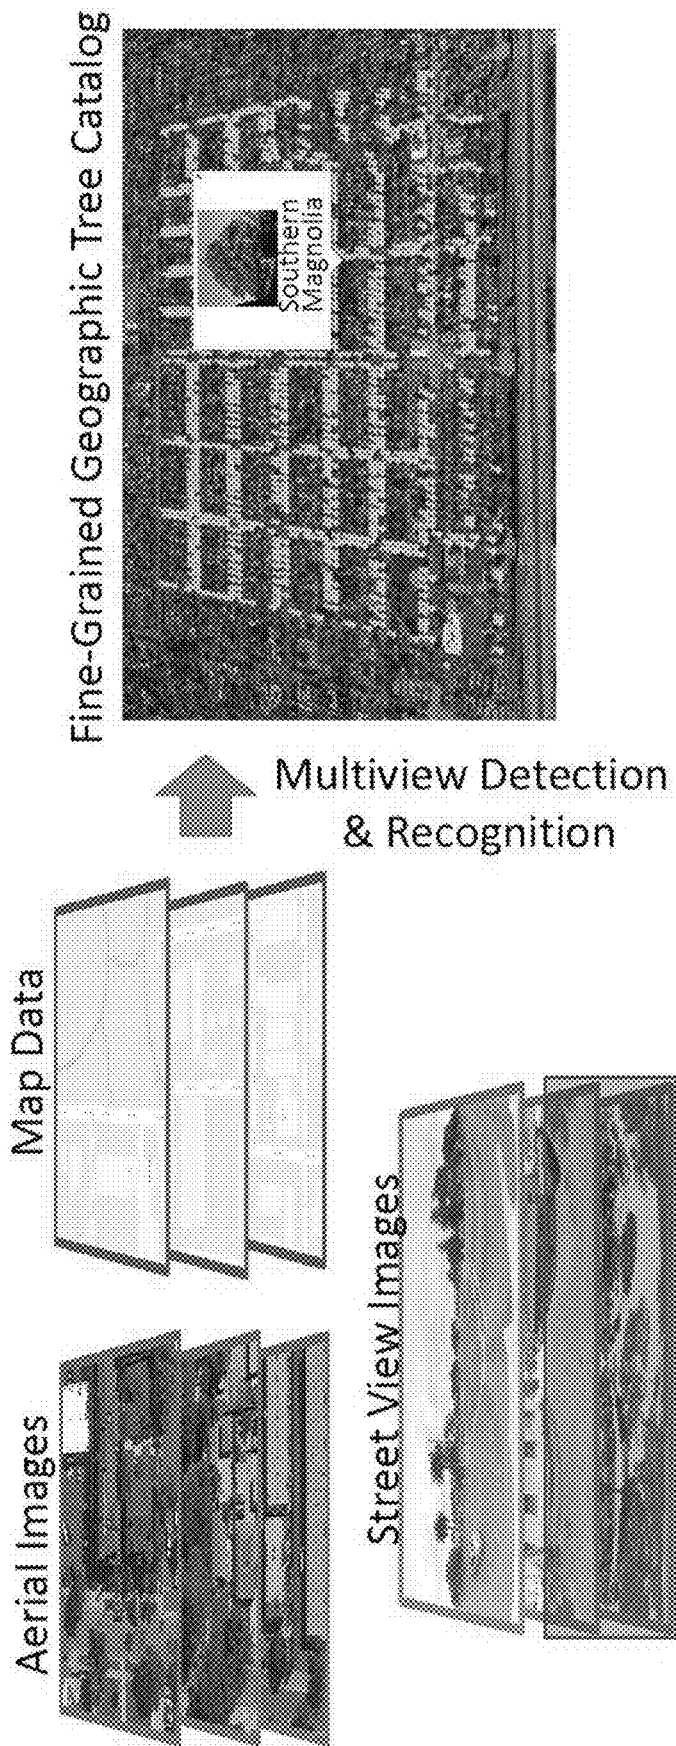 Aerial Images
Map Data
Street View Images
Multiview Detection
& Recognition
Fine-Grained Geographic Tree Catalog
Southern
Magnolia